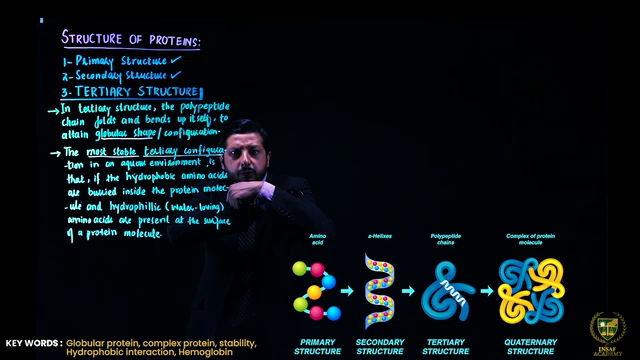 STRUCTURE OF PROTEINS:
1- Primary Structure ✓
2- Secondary Structure ✓
3- TERTIARY STRUCTURE
→ In tertiary structure, the polypeptide
chain folds and bends up itself, to
attain globular shape/configuration.
→ The most stable tertiary configura-
-tion in an aquous environment, is
that, if the hydrophobic amino acids
are buried inside the protein molec-
-ule and hydrophillic (water-loving)
amino acids are present at the surface
of a protein molecule.
Amino
acid
a-Helixes
Polypeptide
chains
Complex of protein
molecule
PRIMARY
STRUCTURE
SECONDARY
STRUCTURE
TERTIARY
STRUCTURE
QUATERNARY
STRUCTURE
KEY WORDS : Globular protein, complex protein, stability,
Hydrophobic interaction, Hemoglobin
ENSAF
ACADEMY